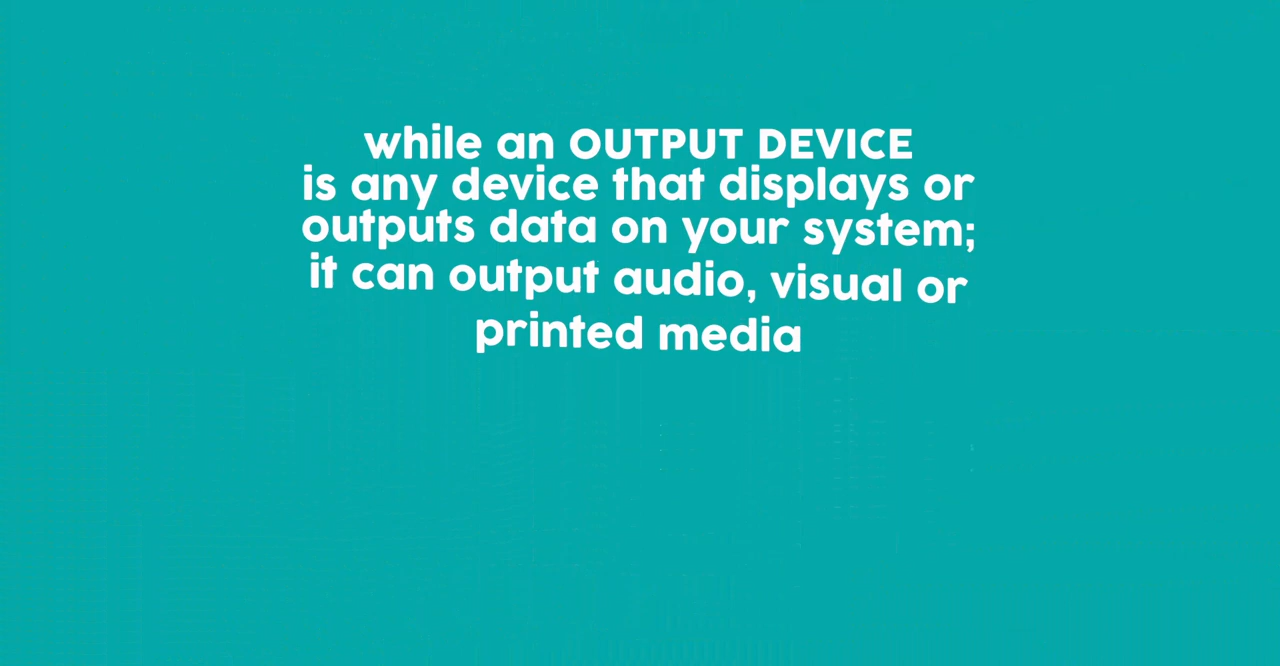 while an OUTPUT DEVICE
is any device that displays or
outputs data on your system;
it can output audio, visual or
printed media